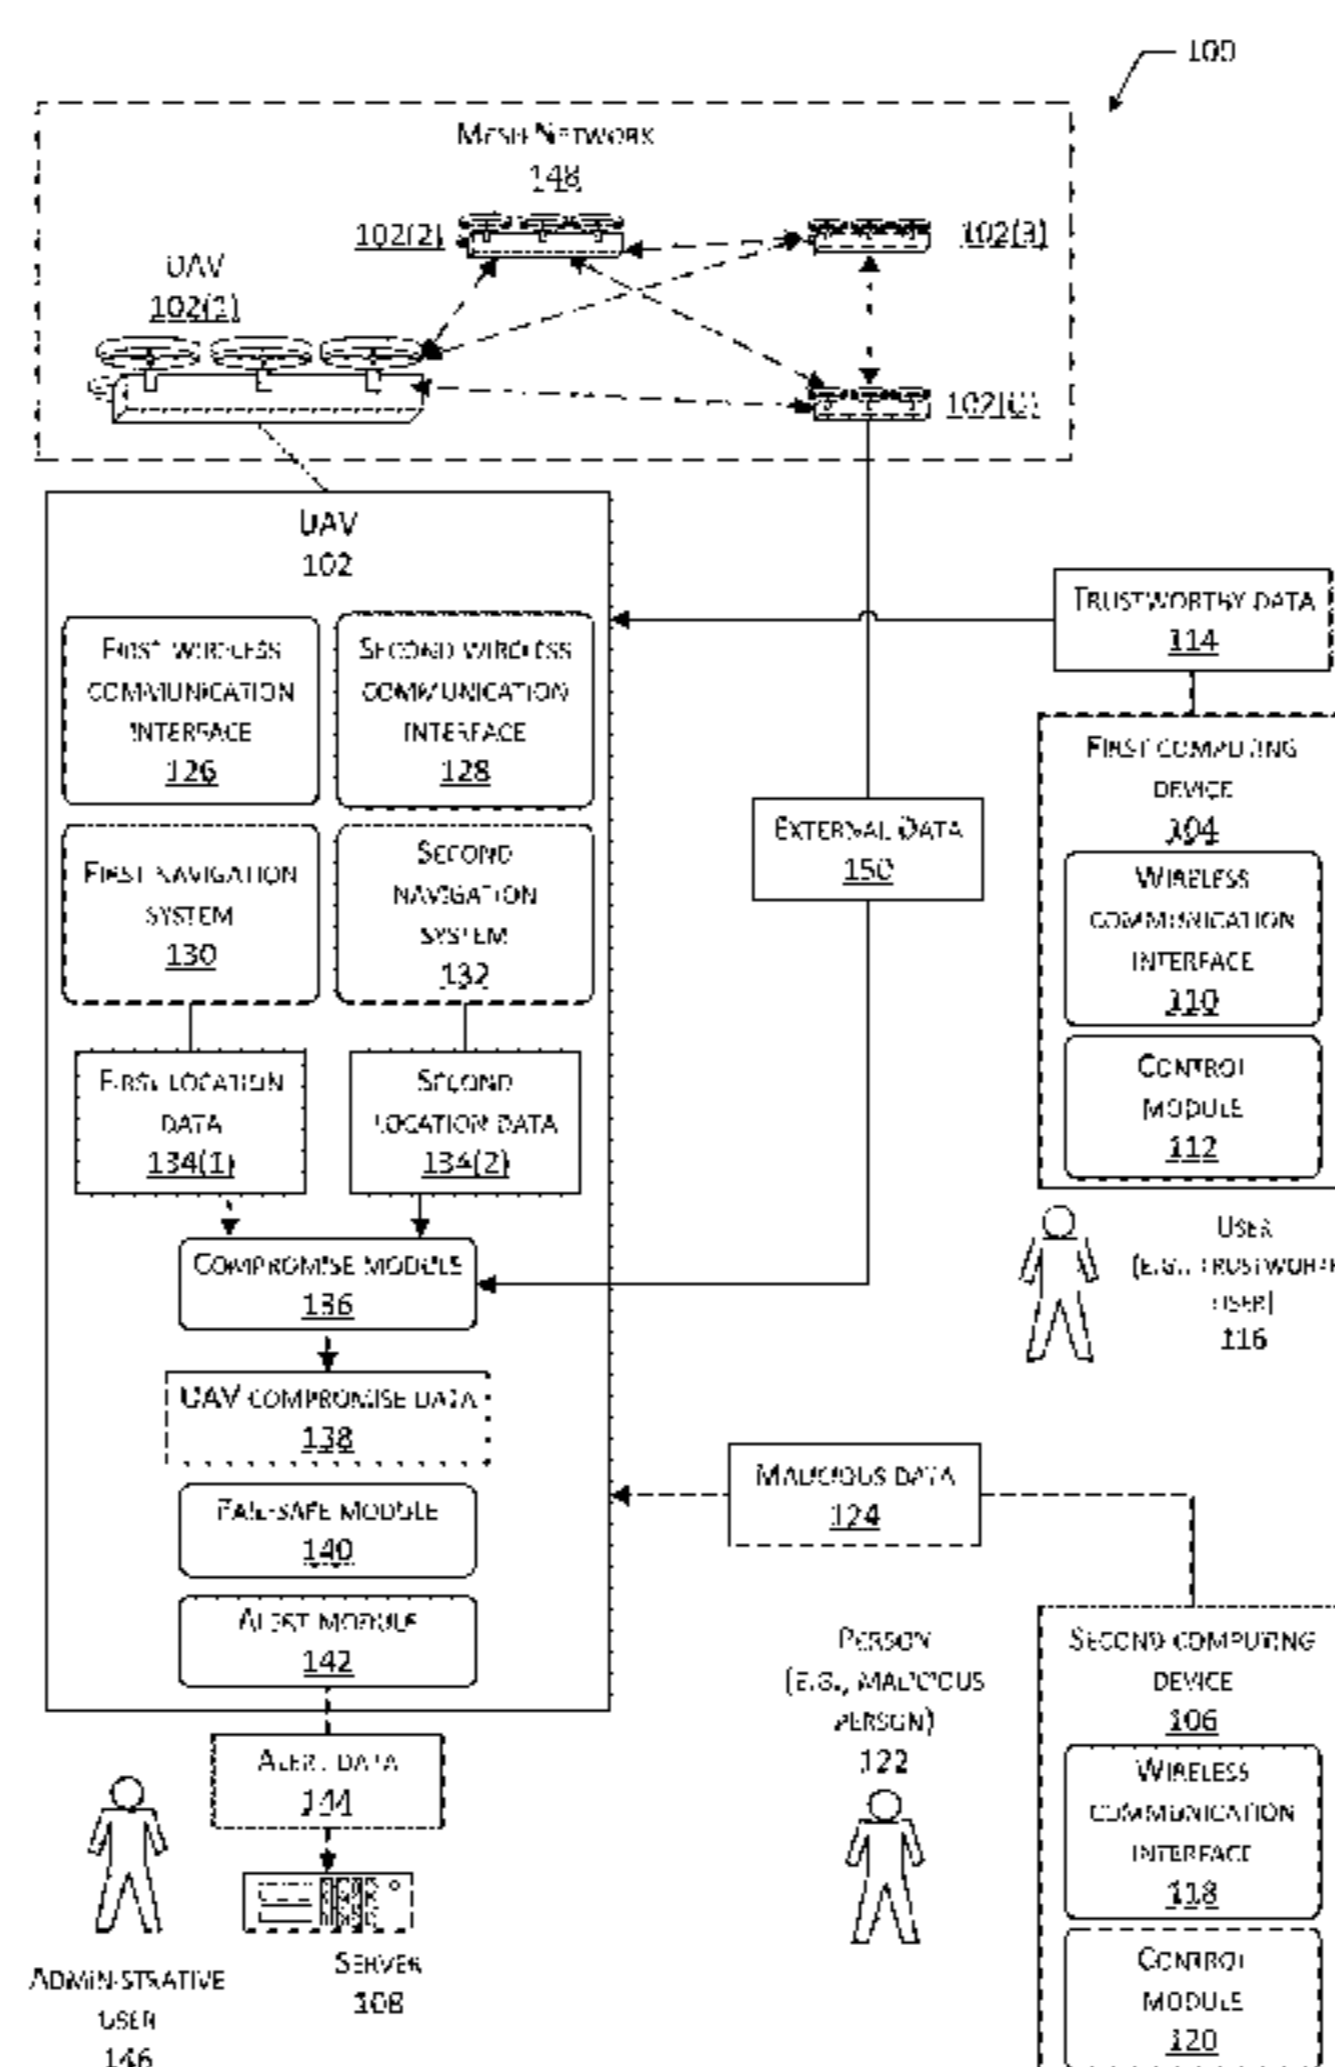 100
MESH NETWORK
148
102(2)
102(3)
UAV
102(1)
UAV
102
TRUSTWORTHY DATA
114
FIRST WIRELESS
COMMUNICATION
INTERFACE
126
SECOND WIRELESS
COMMUNICATION
INTERFACE
128
FIRST COMPUTING
DEVICE
104
EXTERNAL DATA
150
FIRST NAVIGATION
SYSTEM
130
SECOND
NAVIGATION
SYSTEM
132
WIRELESS
COMMUNICATION
INTERFACE
110
FIRST LOCATION
DATA
134(1)
SECOND
LOCATION DATA
134(2)
CONTROL
MODULE
112
COMPROMISE MODULE
136
USER
(E.G., 
USER)
116
UAV COMPROMISE DATA
138
MALICIOUS DATA
124
FAIL-SAFE MODULE
140
ALERT MODULE
142
PERSON
(E.G., MALICIOUS
PERSON)
122
SECOND COMPUTING
DEVICE
106
ALERT DATA
144
WIRELESS
COMMUNICATION
INTERFACE
118
SERVER
108
ADMINISTRATIVE
USER
146
CONTROL
MODULE
120